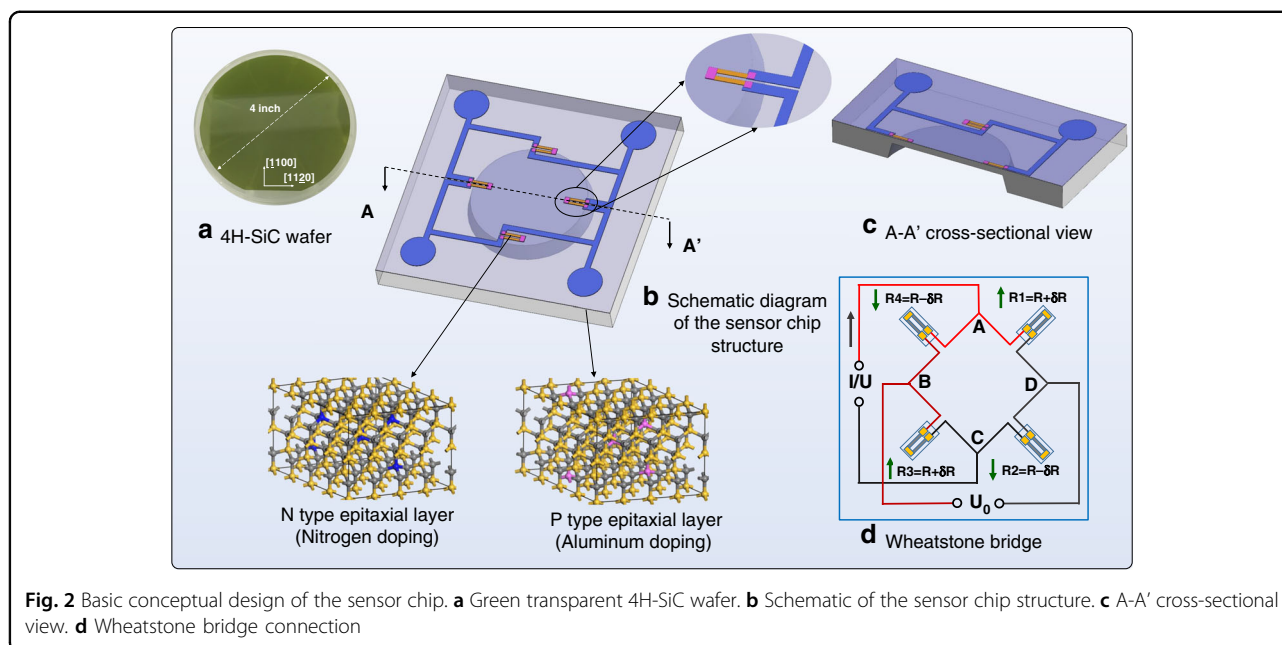 4 inch
[1100]
[1120]
a 4H-SiC wafer
A
A'
b Schematic diagram
of the sensor chip
structure
c A-A' cross-sectional view
N type epitaxial layer
(Nitrogen doping)
P type epitaxial layer
(Aluminum doping)
R4=R−δR
R1=R+δR
A
I/U
B
D
C
R3=R+δR
R2=R−δR
U₀
d Wheatstone bridge
Fig. 2 Basic conceptual design of the sensor chip. a Green transparent 4H-SiC wafer. b Schematic of the sensor chip structure. c A-A' cross-sectional
view. d Wheatstone bridge connection